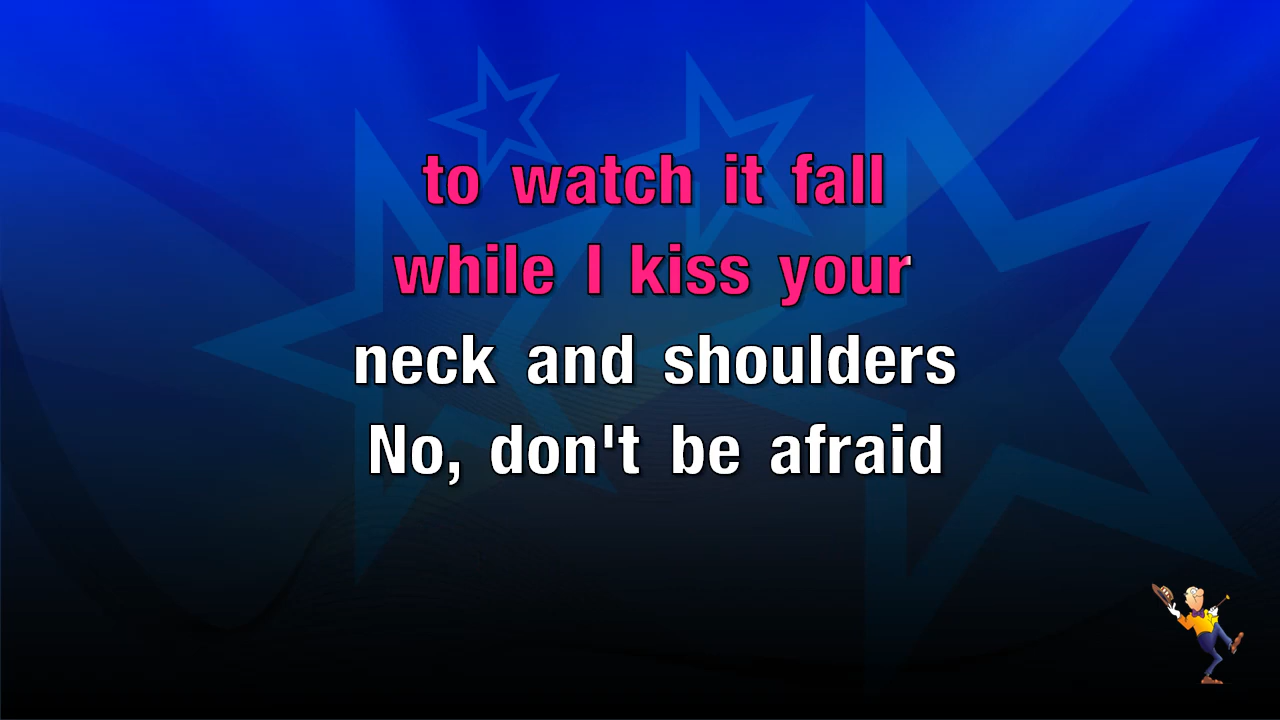 to watch it fall
while I kiss your
neck and shoulders
No, don't be afraid